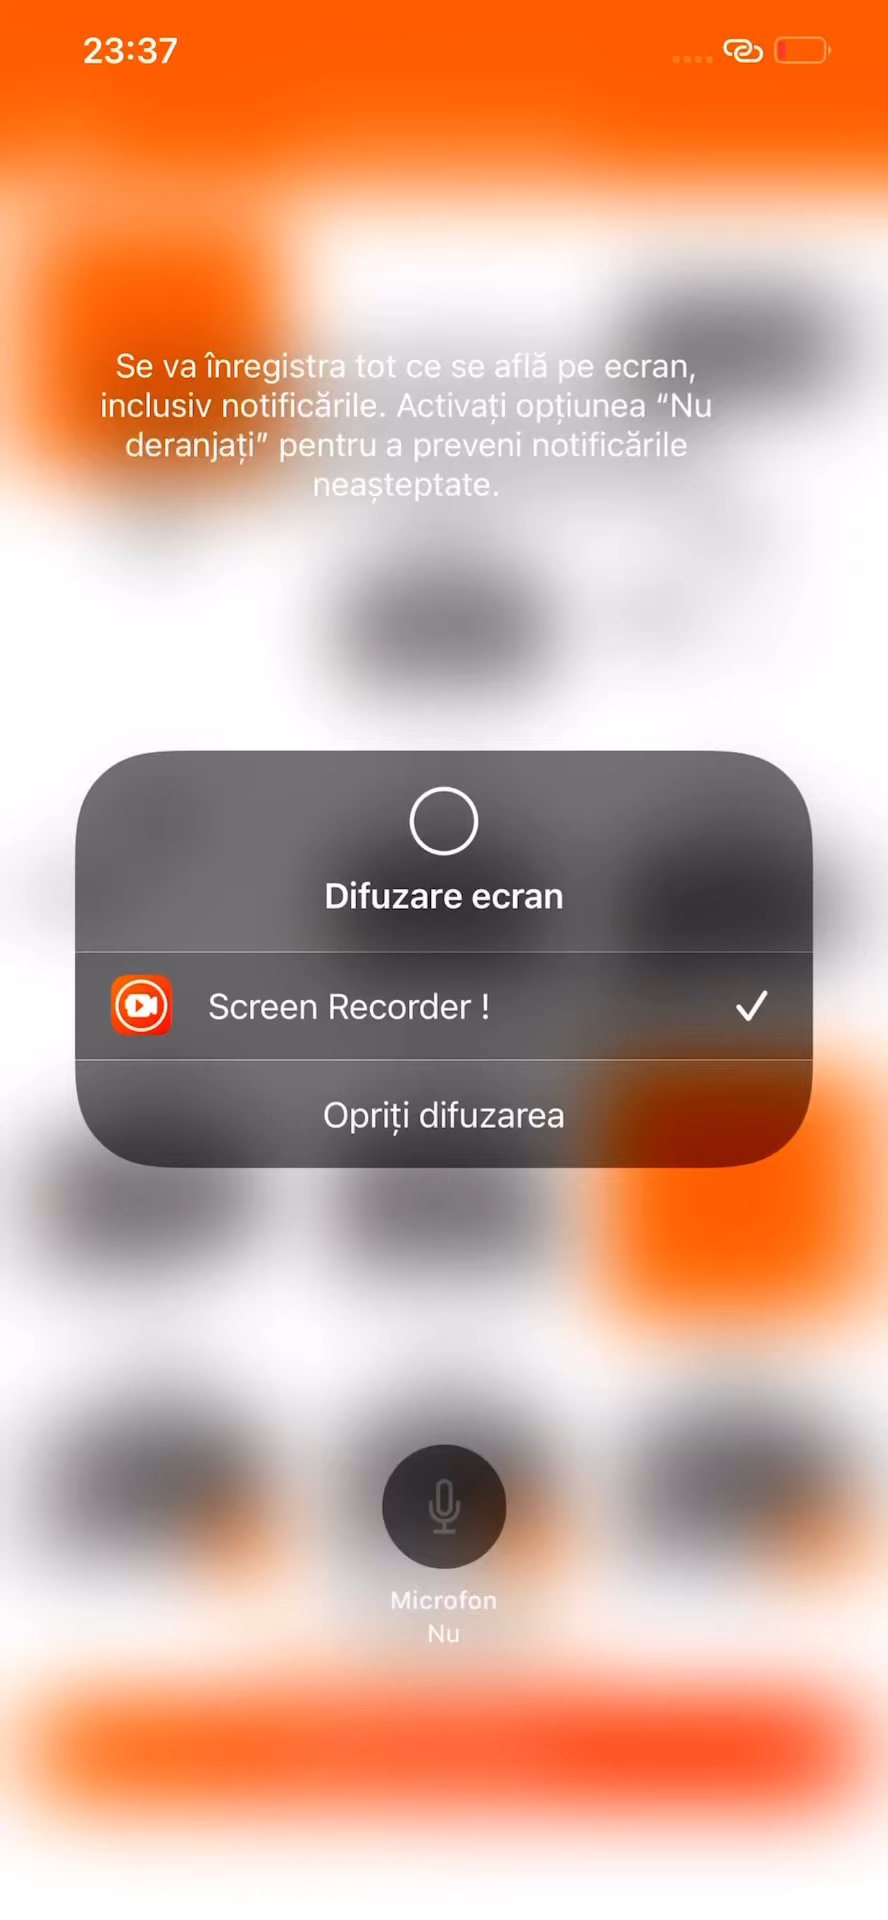 23:37
Se va înregistra tot ce se află pe ecran,
inclusiv notificările. Activați opțiunea “Nu
deranjați” pentru a preveni notificările
neașteptate.
Difuzare ecran
Screen Recorder !
Opriți difuzarea
Microfon
Nu